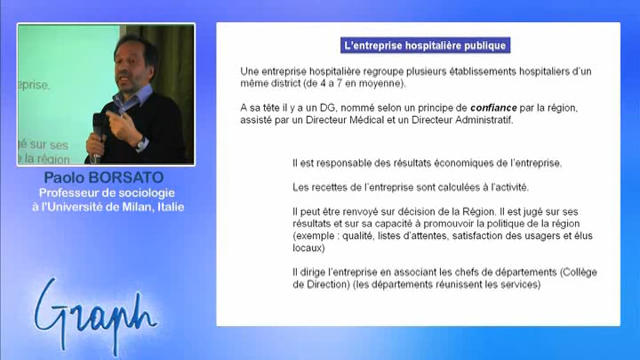 L'entreprise hospitalière publique
Une entreprise hospitalière regroupe plusieurs établissements hospitaliers d'un
même district (de 4 a 7 en moyenne).
A sa tête il y a un DG, nommé selon un principe de confiance par la région,
assisté par un Directeur Médical et un Directeur Administratif.
Il est responsable des résultats économiques de l'entreprise.
Les recettes de l'entreprise sont calculées à l'activité.
Il peut être renvoyé sur décision de la Région. Il est jugé sur ses
résultats et sur sa capacité à promouvoir la politique de la région
(exemple : qualité, listes d'attentes, satisfaction des usagers et élus
locaux)
Il dirige l'entreprise en associant les chefs de départements (Collège
de Direction) (les départements réunissent les services)
eprise.
gé sur ses
e la région
Paolo BORSATO
Professeur de sociologie
à l'Université de Milan, Italie
Graph